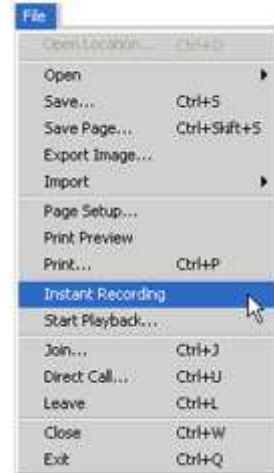 File
Open Location... Ctrl+O
Open
Save... Ctrl+S
Save Page... Ctrl+Shift+S
Export Image...
Import
Page Setup...
Print Preview
Print... Ctrl+P
Instant Recording
Start Playback...
Join... Ctrl+J
Direct Call... Ctrl+U
Leave Ctrl+L
Close Ctrl+W
Exit Ctrl+Q